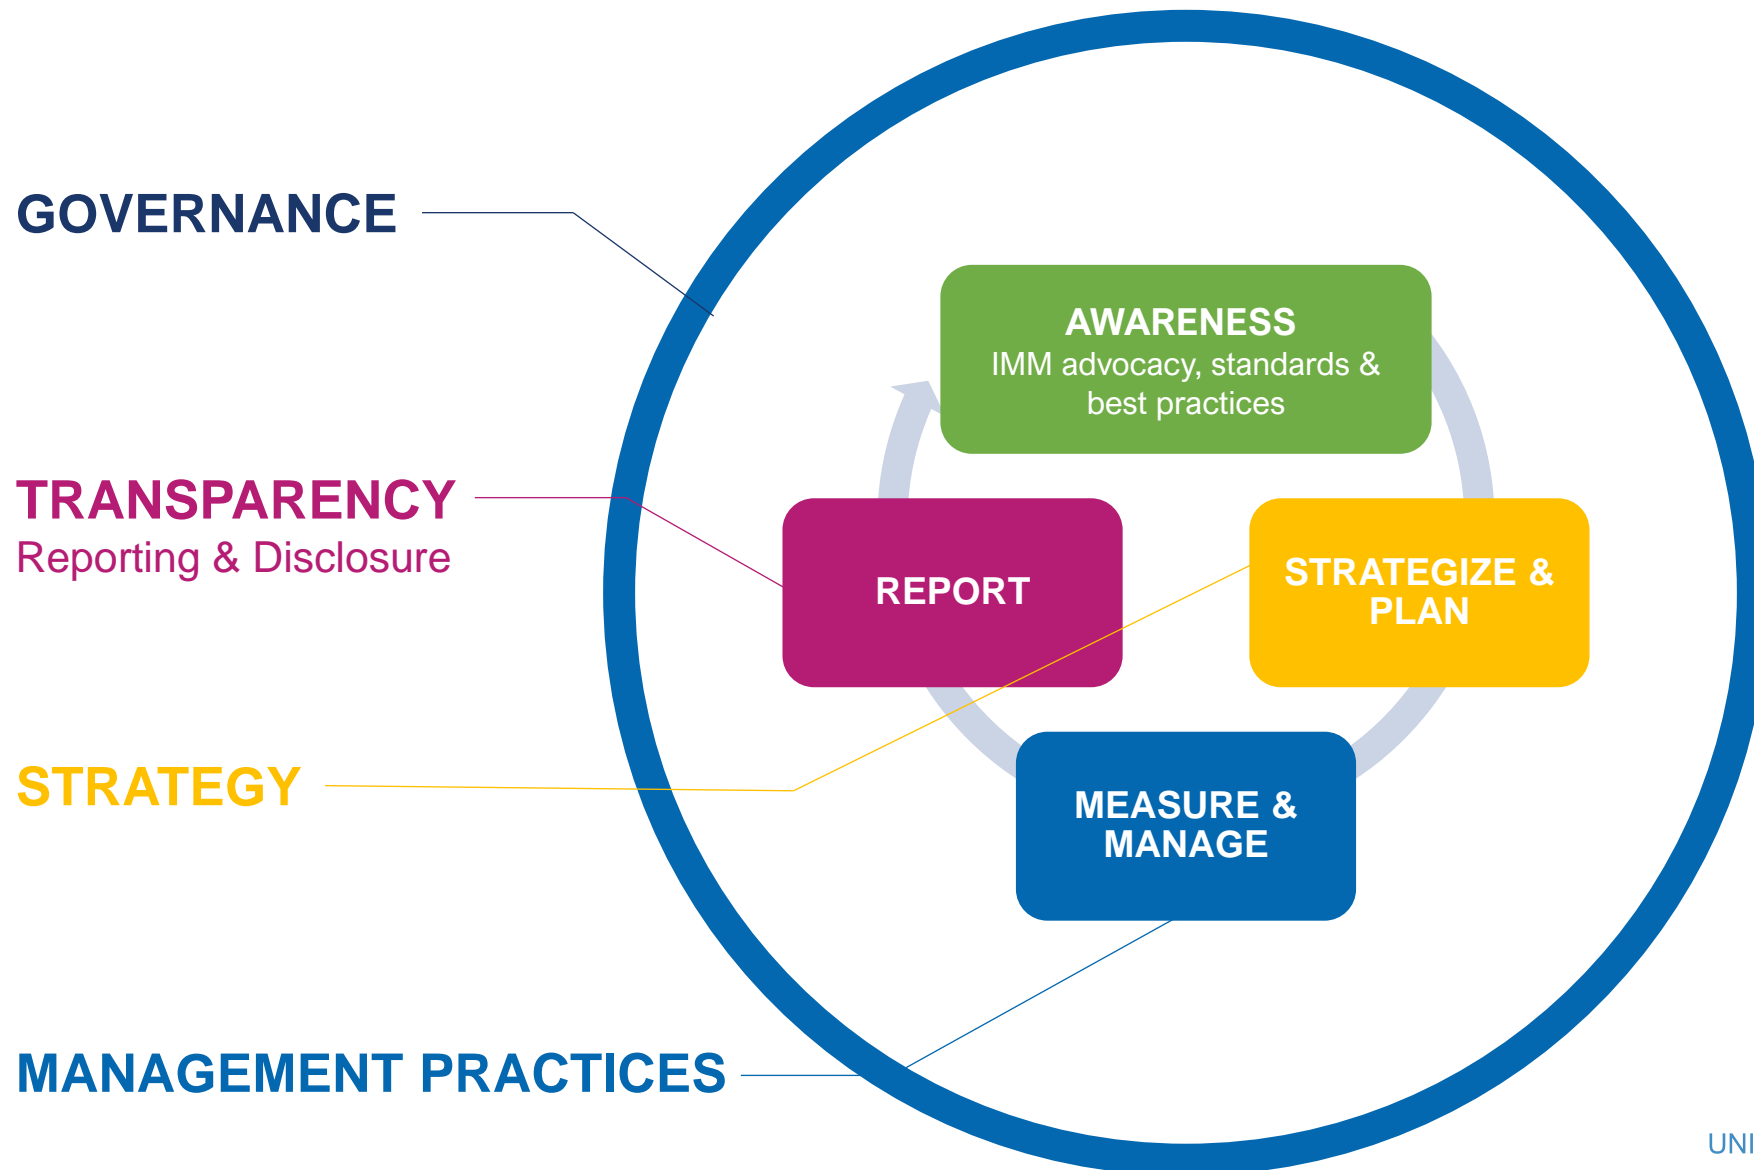 GOVERNANCE
TRANSPARENCY
Reporting & Disclosure
STRATEGY
MANAGEMENT PRACTICES
AWARENESS
IMM advocacy, standards &
best practices
REPORT
STRATEGIZE &
PLAN
MEASURE &
MANAGE
UNI